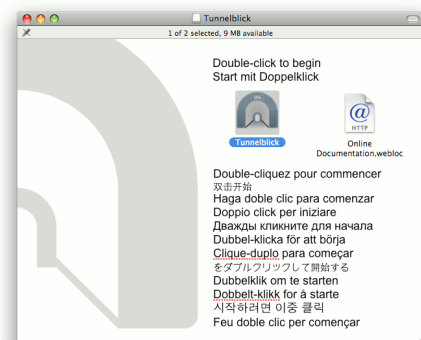 Tunnelblick
1 of 2 selected, 9 MB available
Double-click to begin
Start mit Doppelklick
Tunnelblick
HTTP
Online
Documentation.webloc
Double-cliquez pour commencer
双击开始
Haga doble clic para comenzar
Doppio click per iniziare
Дважды кликните для начала
Dubbel-klicka för att börja
Clique-duplo para começar
をダブルクリックして開始する
Dubbelklik om te starten
Dobbelt-klikk for å starte
시작하려면 이중 클릭
Feu doble clic per començar